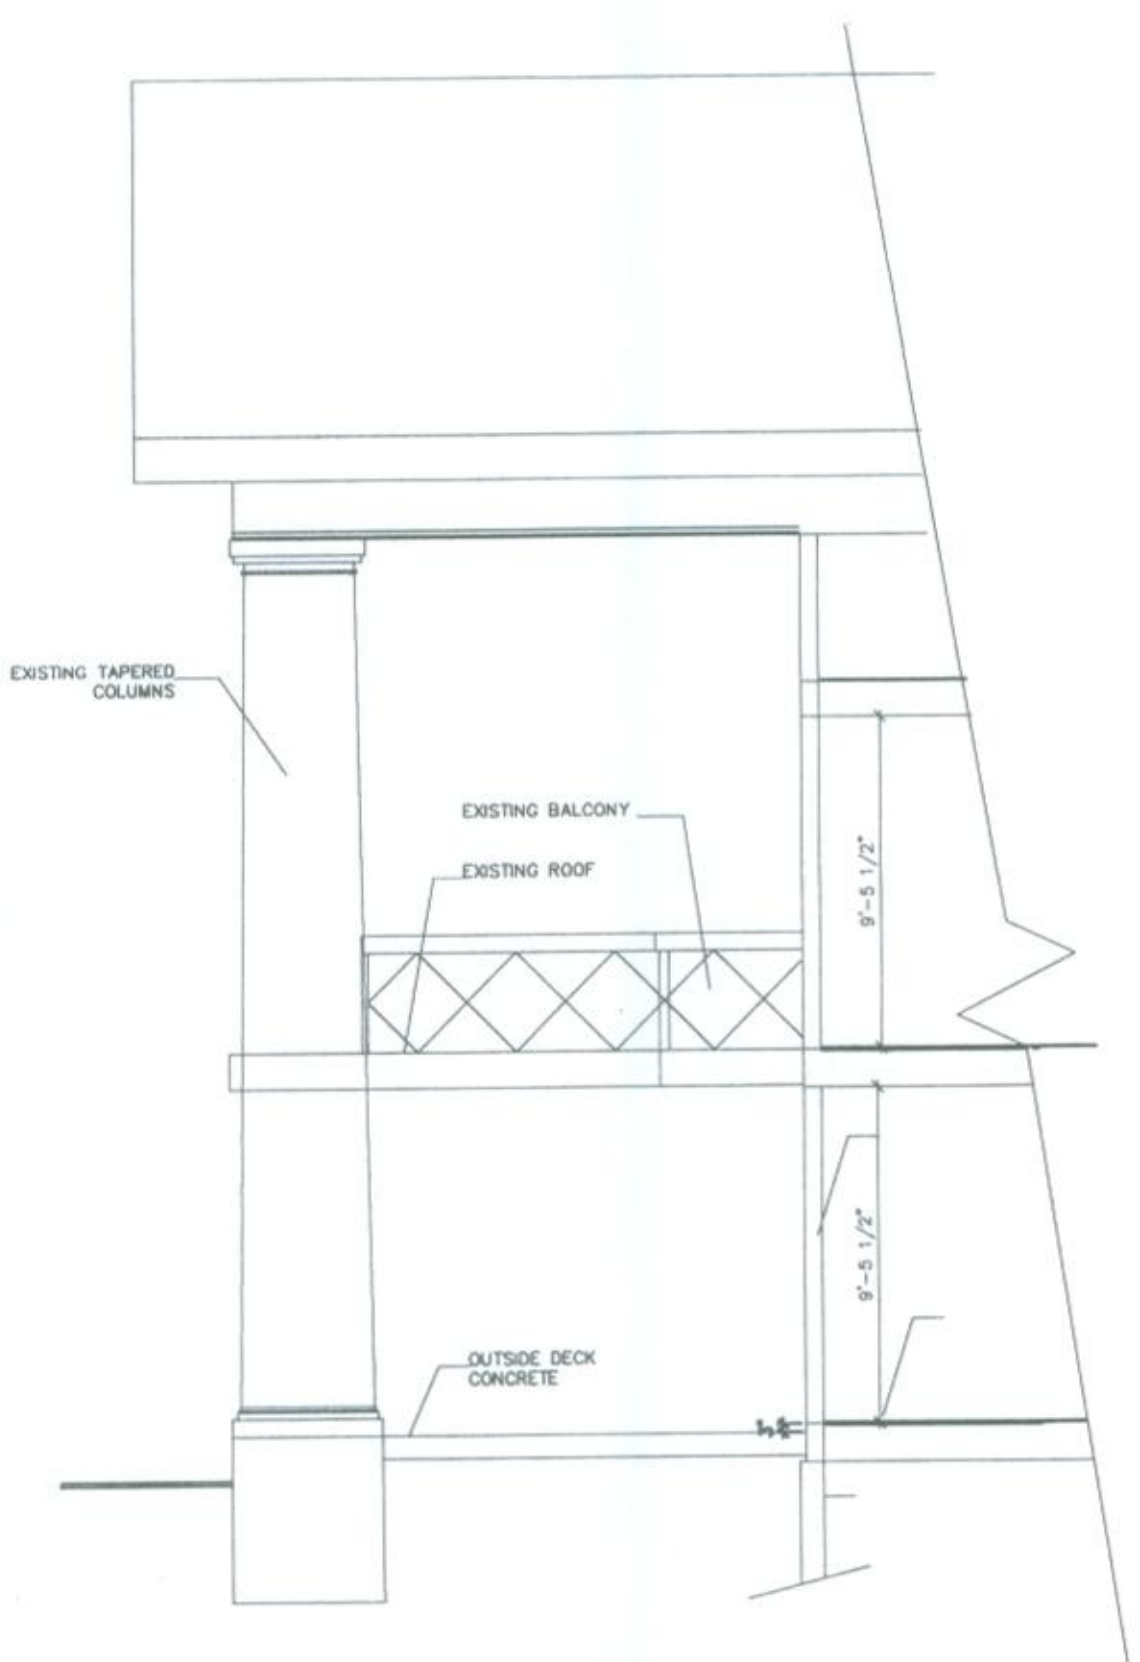 EXISTING TAPERED
COLUMNS
EXISTING BALCONY
EXISTING ROOF
9'-5 1/2"
9'-5 1/2"
OUTSIDE DECK
CONCRETE